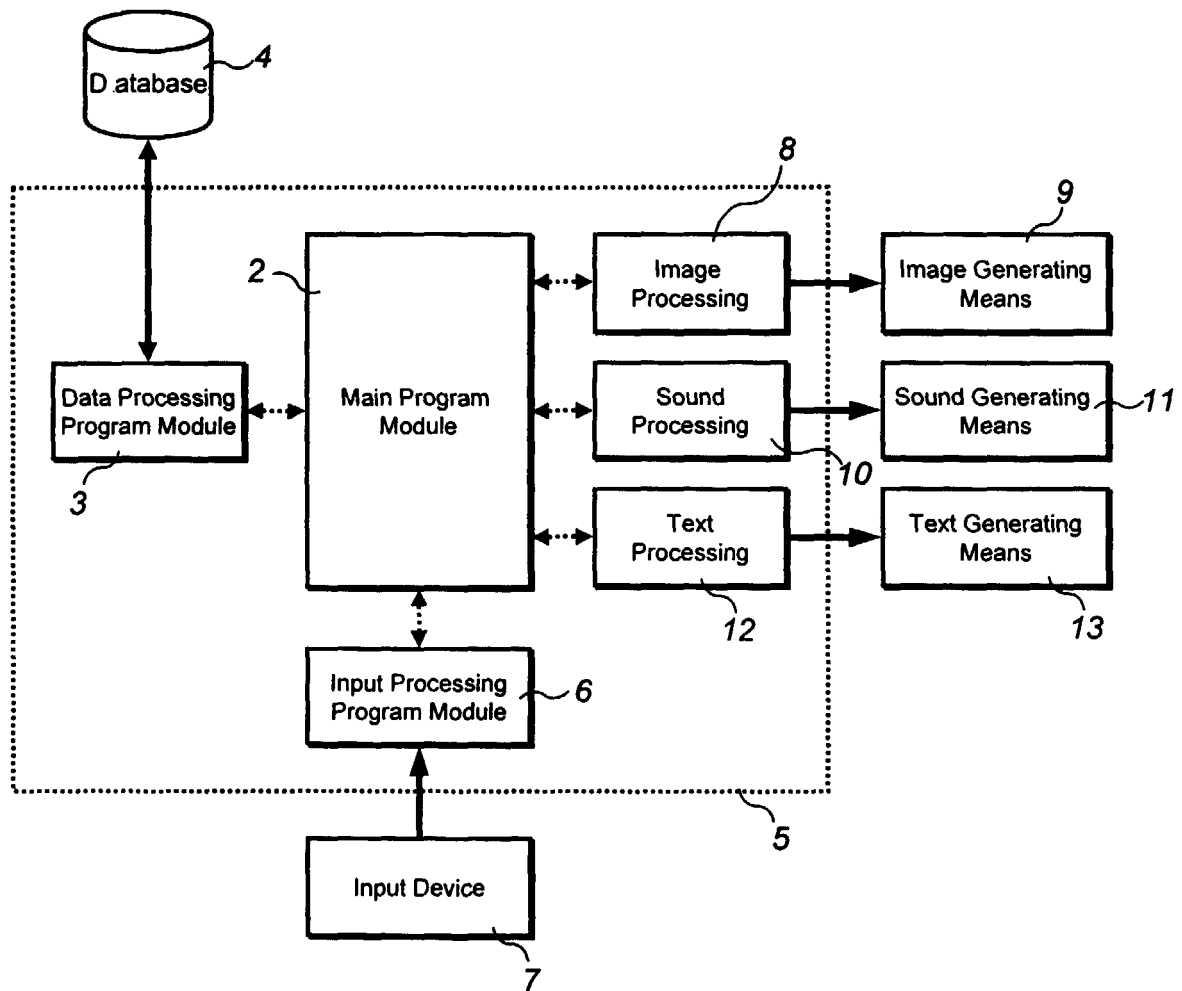 D.atabase
4
8
9
2
Image
Processing
Image Generating
Means
Data Processing
Program Module
3
Main Program
Module
Sound
Processing
10
Sound Generating
Means
11
Text
Processing
12
Text Generating
Means
13
Input Processing
Program Module
6
5
Input Device
7